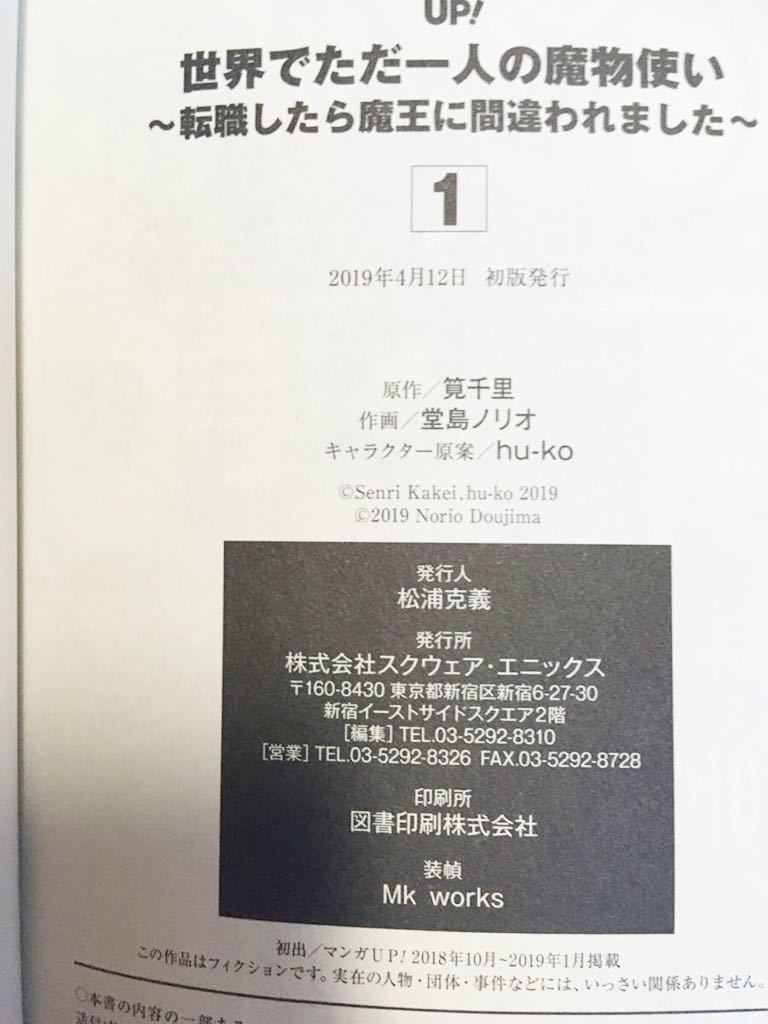 UP!
世界でただ一人の魔物使い
～転職したら魔王に間違われました～
1
2019年4月12日 初版発行
原作／筧千里
作画／堂島ノリオ
キャラクター原案／hu-ko
©Senri Kakei, hu-ko 2019
©2019 Norio Doujima
発行人
松浦克義
発行所
株式会社スクウェア・エニックス
〒160-8430 東京都新宿区新宿6-27-30
新宿イーストサイドスクエア2階
［編集］TEL.03-5292-8310
［営業］TEL.03-5292-8326 FAX.03-5292-8728
印刷所
図書印刷株式会社
装幀
Mk works
初出／マンガUP! 2018年10月～2019年1月掲載
この作品はフィクションです。実在の人物・団体・事件などには、いっさい関係ありません。
○本書の内容の一部